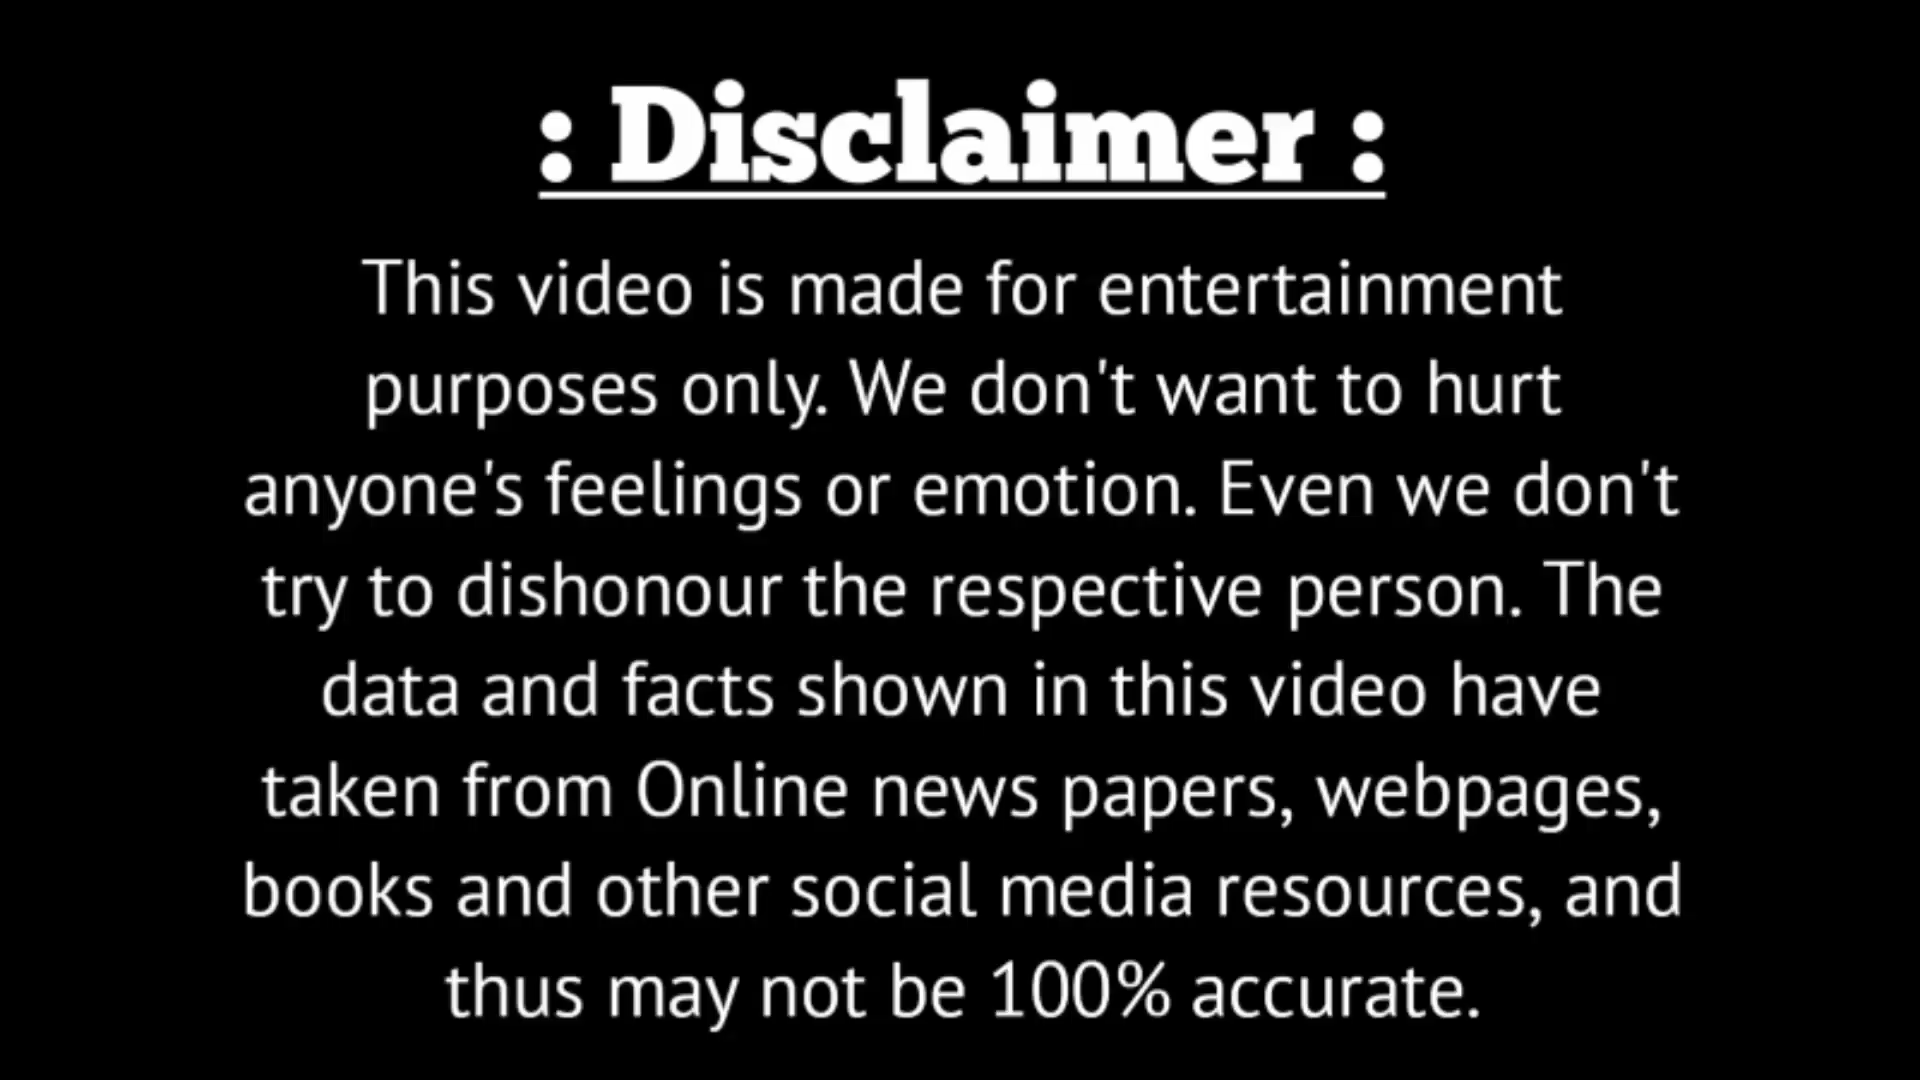 : Disclaimer :
This video is made for entertainment
purposes only. We don't want to hurt
anyone's feelings or emotion. Even we don't
try to dishonour the respective person. The
data and facts shown in this video have
taken from Online news papers, webpages,
books and other social media resources, and
thus may not be 100% accurate.